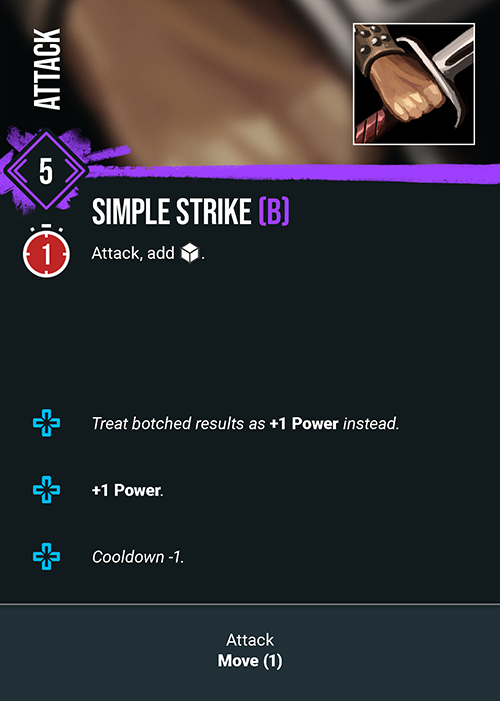 ATTACK
5
SIMPLE STRIKE (B)
1
Attack, add .
Treat botched results as +1 Power instead.
+1 Power.
Cooldown -1.
Attack
Move (1)